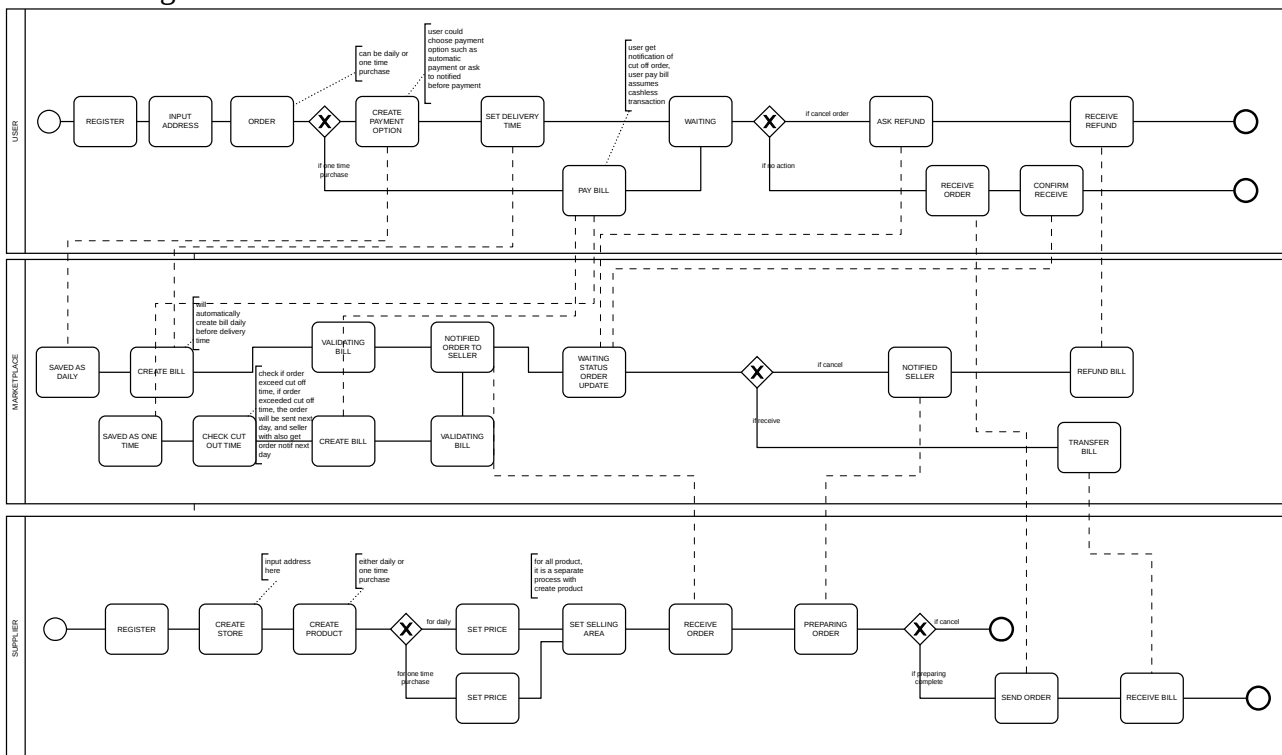 USER
can be daily or
one time
purchase
user could
choose payment
option such as
automatic
payment or ask
to notified
before payment
user get
notification of
cut off order,
user pay bill
assumes
cashless
transaction
REGISTER
INPUT
ADDRESS
ORDER
X
CREATE
PAYMENT
OPTION
SET DELIVERY
TIME
WAITING
X
if cancel order
ASK REFUND
RECEIVE
REFUND
if one time
purchase
PAY BILL
if no action
RECEIVE
ORDER
CONFIRM
RECEIVE
MARKETPLACE
will
automatically
create bill daily
before delivery
time
SAVED AS
DAILY
CREATE BILL
VALIDATING
BILL
NOTIFIED
ORDER TO
SELLER
WAITING
STATUS
ORDER
UPDATE
X
if cancel
NOTIFIED
SELLER
REFUND BILL
check if order
exceed cut off
time, if order
exceeded cut off
time, the order
will be sent next
day, and seller
with also get
order notif next
day
SAVED AS ONE
TIME
CHECK CUT
OUT TIME
CREATE BILL
VALIDATING
BILL
if receive
TRANSFER
BILL
SUPPLIER
input address
here
either daily or
one time
purchase
for all product,
it is a separate
process with
create product
REGISTER
CREATE
STORE
CREATE
PRODUCT
X
for daily
SET PRICE
SET SELLING
AREA
RECEIVE
ORDER
PREPARING
ORDER
X
if cancel
for one time
purchase
SET PRICE
if preparing
complete
SEND ORDER
RECEIVE BILL